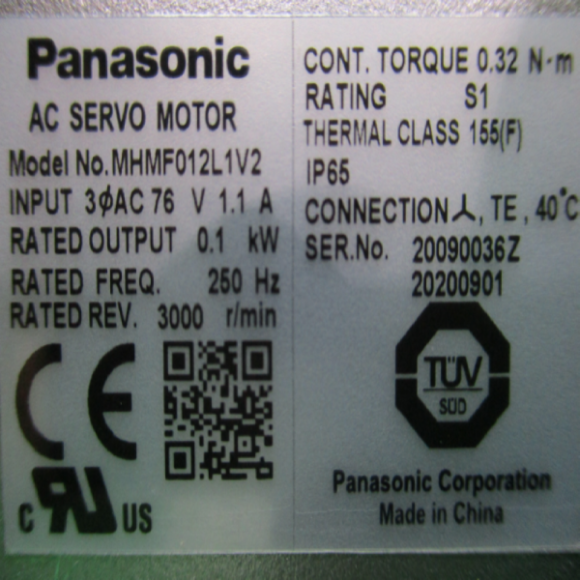 Panasonic
AC SERVO MOTOR
Model No.MHMF012L1V2
INPUT 3ϕAC 76 V 1.1 A
RATED OUTPUT 0.1 kW
RATED FREQ. 250 Hz
RATED REV. 3000 r/min
CE
c RU US
CONT. TORQUE 0.32 N·m
RATING S1
THERMAL CLASS 155(F)
IP65
CONNECTION 人, TE , 40°C
SER.No. 20090036Z
20200901
TÜV
SÜD
Panasonic Corporation
Made in China